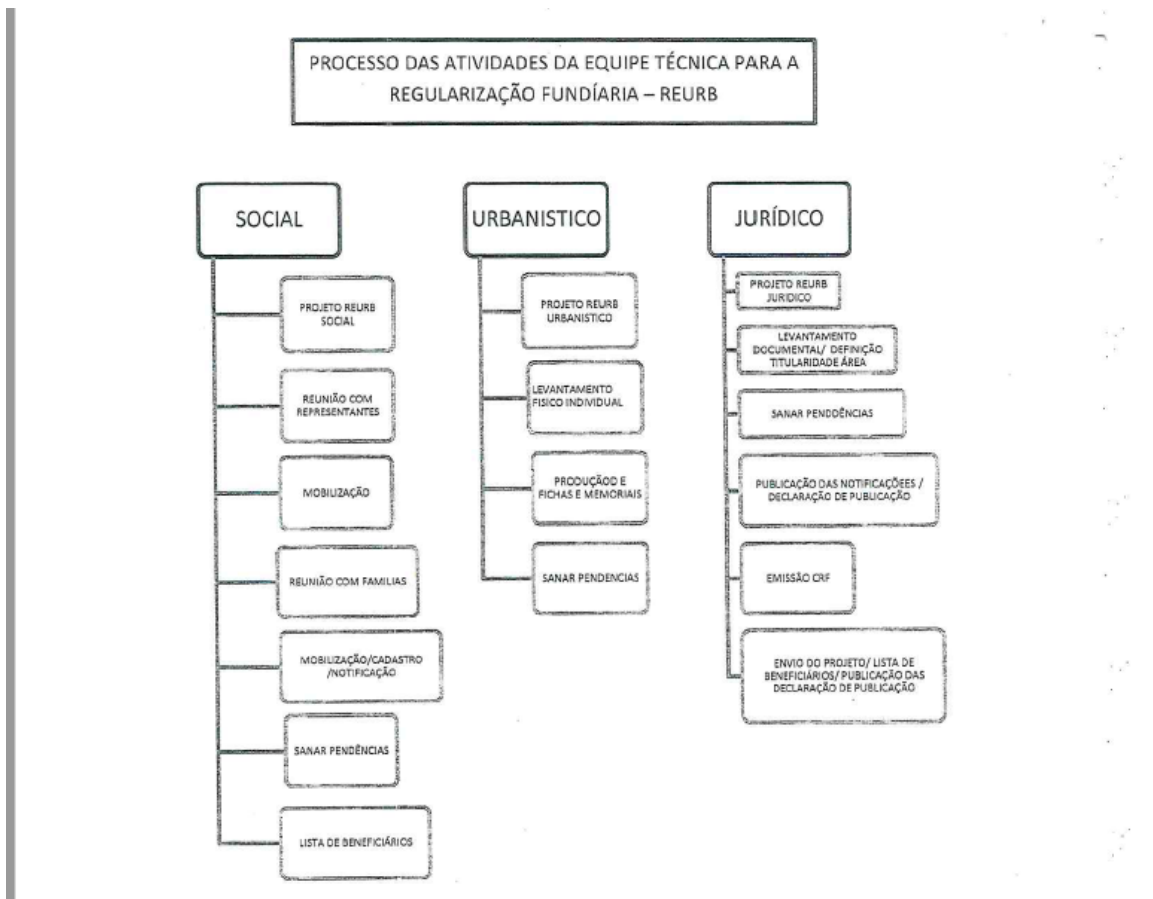 PROCESSO DAS ATIVIDADES DA EQUIPE TÉCNICA PARA A
REGULARIZAÇÃO FUNDÍARIA – REURB
SOCIAL
PROJETO REURB
SOCIAL
REUNIÃO COM
REPRESENTANTES
MOBILIZAÇÃO
REUNIÃO COM FAMILIAS
MOBILIZAÇÃO/CADASTRO
/NOTIFICAÇÃO
SANAR PENDÊNCIAS
LISTA DE BENEFICIÁRIOS
URBANISTICO
PROJETO REURB
URBANISTICO
LEVANTAMENTO
FISICO INDIVIDUAL
PRODUÇÃOD E
FICHAS E MEMORIAIS
SANAR PENDENCIAS
JURÍDICO
PROJETO REURB
JURIDICO
LEVANTAMENTO
DOCUMENTAL/ DEFINIÇÃO
TITULARIDADE ÁREA
SANAR PENDDÊNCIAS
PUBLICAÇÃO DAS NOTIFICAÇÕEES /
DECLARAÇÃO DE PUBLICAÇÃO
EMISSÃO CRF
ENVIO DO PROJETO/ LISTA DE
BENEFICIÁRIOS/ PUBLICAÇÃO DAS
DECLARAÇÃO DE PUBLICAÇÃO